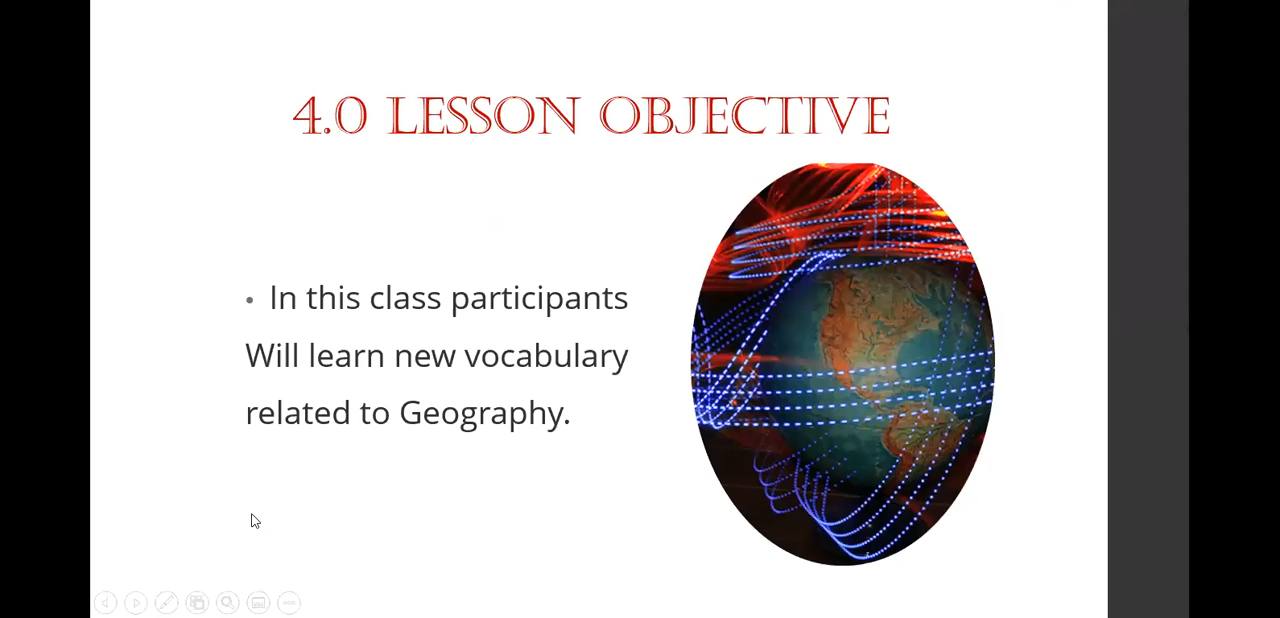 4.0 LESSON OBJECTIVE
• In this class participants
Will learn new vocabulary
related to Geography.